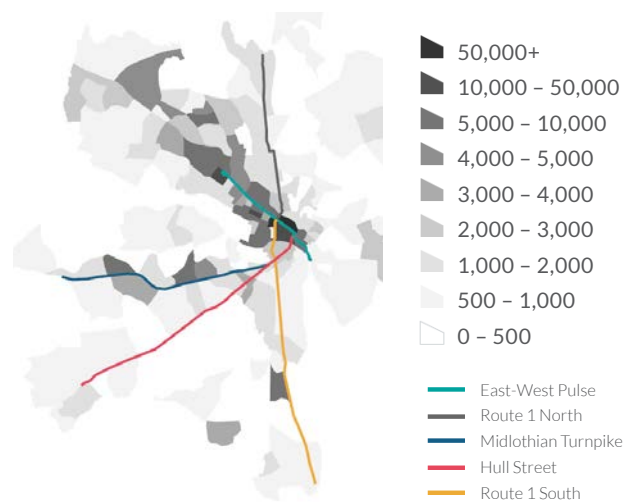 50,000+
10,000 – 50,000
5,000 – 10,000
4,000 – 5,000
3,000 – 4,000
2,000 – 3,000
1,000 – 2,000
500 – 1,000
0 – 500
East-West Pulse
Route 1 North
Midlothian Turnpike
Hull Street
Route 1 South